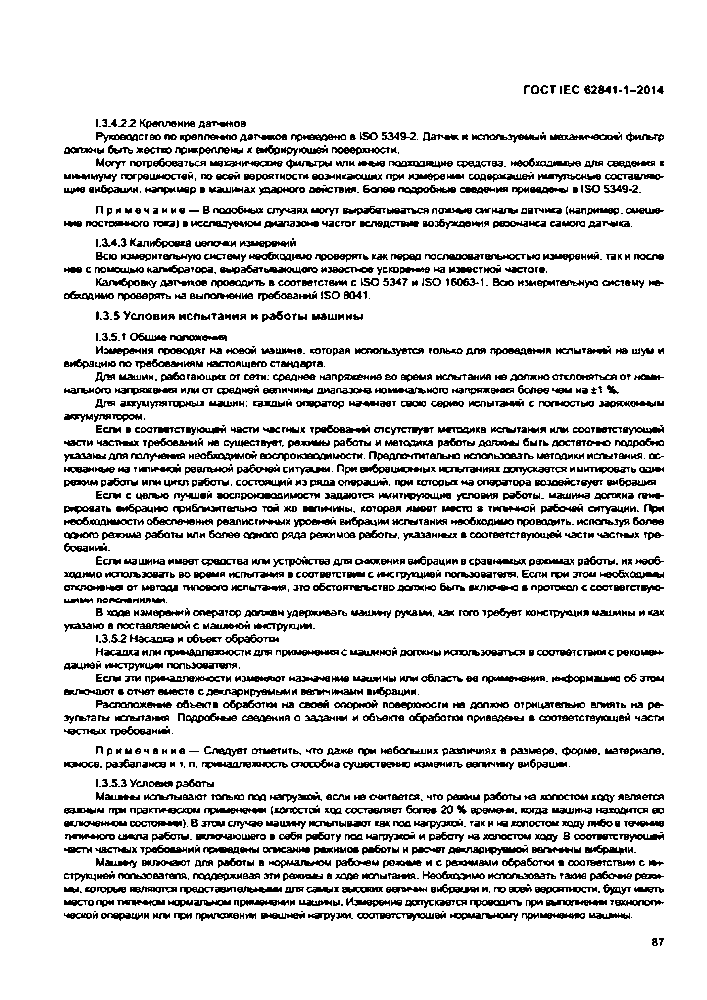 ГОСТ IEC 62841-1–2014
I.3.4.2.2 Крепление датчиков
Руководство по креплению датчиков приведено в ISO 5349-2. Датчик и используемый механический фильтр
должны быть жестко прикреплены к вибрирующей поверхности.
Могут потребоваться механические фильтры или иные подходящие средства, необходимые для сведения к
минимуму погрешностей, по всей вероятности возникающих при измерении содержащей импульсные составляю-
щие вибрации, например в машинах ударного действия. Более подробные сведения приведены в ISO 5349-2.
Примечание — В подобных случаях могут вырабатываться ложные сигналы датчика (например, смеще-
ние постоянного тока) в исследуемом диапазоне частот вследствие возбуждения резонанса самого датчика.
I.3.4.3 Калибровка цепочки измерений
Всю измерительную систему необходимо проверять как перед последовательностью измерений, так и после
нее с помощью калибратора, вырабатывающего известное ускорение на известной частоте.
Калибровку датчиков проводить в соответствии с ISO 5347 и ISO 16063-1. Всю измерительную систему не-
обходимо проверять на выполнение требований ISO 8041.
I.3.5 Условия испытания и работы машины
I.3.5.1 Общие положения
Измерения проводят на новой машине, которая используется только для проведения испытаний на шум и
вибрацию по требованиям настоящего стандарта.
Для машин, работающих от сети: среднее напряжение во время испытания не должно отклоняться от номи-
нального напряжения или от средней величины диапазона номинального напряжения более чем на ±1 %.
Для аккумуляторных машин: каждый оператор начинает свою серию испытаний с полностью заряженным
аккумулятором.
Если в соответствующей части частных требований отсутствует методика испытания или соответствующей
части частных требований не существует, режимы работы и методика работы должны быть достаточно подробно
указаны для получения необходимой воспроизводимости. Предпочтительно использовать методики испытания, ос-
нованные на типичной реальной рабочей ситуации. При вибрационных испытаниях допускается имитировать один
режим работы или цикл работы, состоящий из ряда операций, при которых на оператора воздействует вибрация.
Если с целью лучшей воспроизводимости задаются имитирующие условия работы, машина должна гене-
рировать вибрацию приблизительно той же величины, которая имеет место в типичной рабочей ситуации. При
необходимости обеспечения реалистичных уровней вибрации испытания необходимо проводить, используя более
одного режима работы или более одного ряда режимов работы, указанных в соответствующей части частных тре-
бований.
Если машина имеет средства или устройства для снижения вибрации в сравнимых режимах работы, их необ-
ходимо использовать во время испытания в соответствии с инструкцией пользователя. Если при этом необходимы
отклонения от метода типового испытания, это обстоятельство должно быть включено в протокол с соответствую-
щими пояснениями.
В ходе измерений оператор должен удерживать машину руками, как того требует конструкция машины и как
указано в поставляемой с машиной инструкции.
I.3.5.2 Насадка и объект обработки
Насадка или принадлежности для применения с машиной должны использоваться в соответствии с рекомен-
дацией инструкции пользователя.
Если эти принадлежности изменяют назначение машины или область ее применения, информацию об этом
включают в отчет вместе с декларируемыми величинами вибрации.
Расположение объекта обработки на своей опорной поверхности не должно отрицательно влиять на ре-
зультаты испытания. Подробные сведения о задании и объекте обработки приведены в соответствующей части
частных требований.
Примечание — Следует отметить, что даже при небольших различиях в размере, форме, материале,
износе, разбалансе и т. п. принадлежность способна существенно изменить величину вибрации.
I.3.5.3 Условия работы
Машины испытывают только под нагрузкой, если не считается, что режим работы на холостом ходу является
важным при практическом применении (холостой ход составляет более 20 % времени, когда машина находится во
включенном состоянии). В этом случае машину испытывают как под нагрузкой, так и на холостом ходу либо в течение
типичного цикла работы, включающего в себя работу под нагрузкой и работу на холостом ходу. В соответствующей
части частных требований приведены описание режимов работы и расчет декларируемой величины вибрации.
Машину включают для работы в нормальном рабочем режиме и с режимами обработки в соответствии с ин-
струкцией пользователя, поддерживая эти режимы в ходе испытания. Необходимо использовать такие рабочие режи-
мы, которые являются представительными для самых высоких величин вибрации и, по всей вероятности, будут иметь
место при типичном нормальном применении машины. Измерение допускается проводить при выполнении технологи-
ческой операции или при приложении внешней нагрузки, соответствующей нормальному применению машины.
87